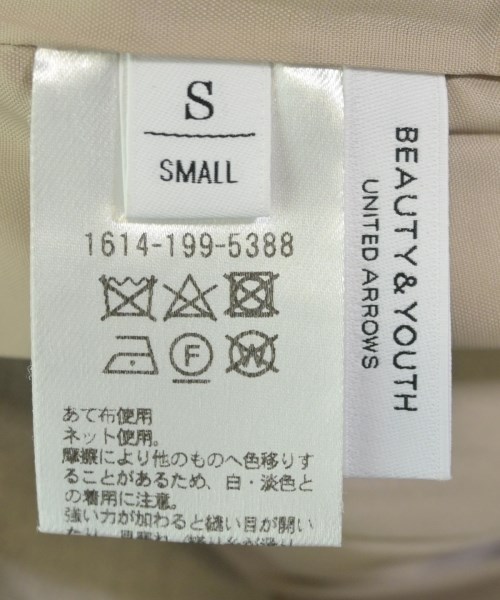 S
SMALL
1614-199-5388
F
W
あて布使用
ネット使用。
摩擦により他のものへ色移りす
ることがあるため、白・淡色と
の着用に注意。
強い力が加わると縫い目が開い
BEAUTY & YOUTH
UNITED ARROWS